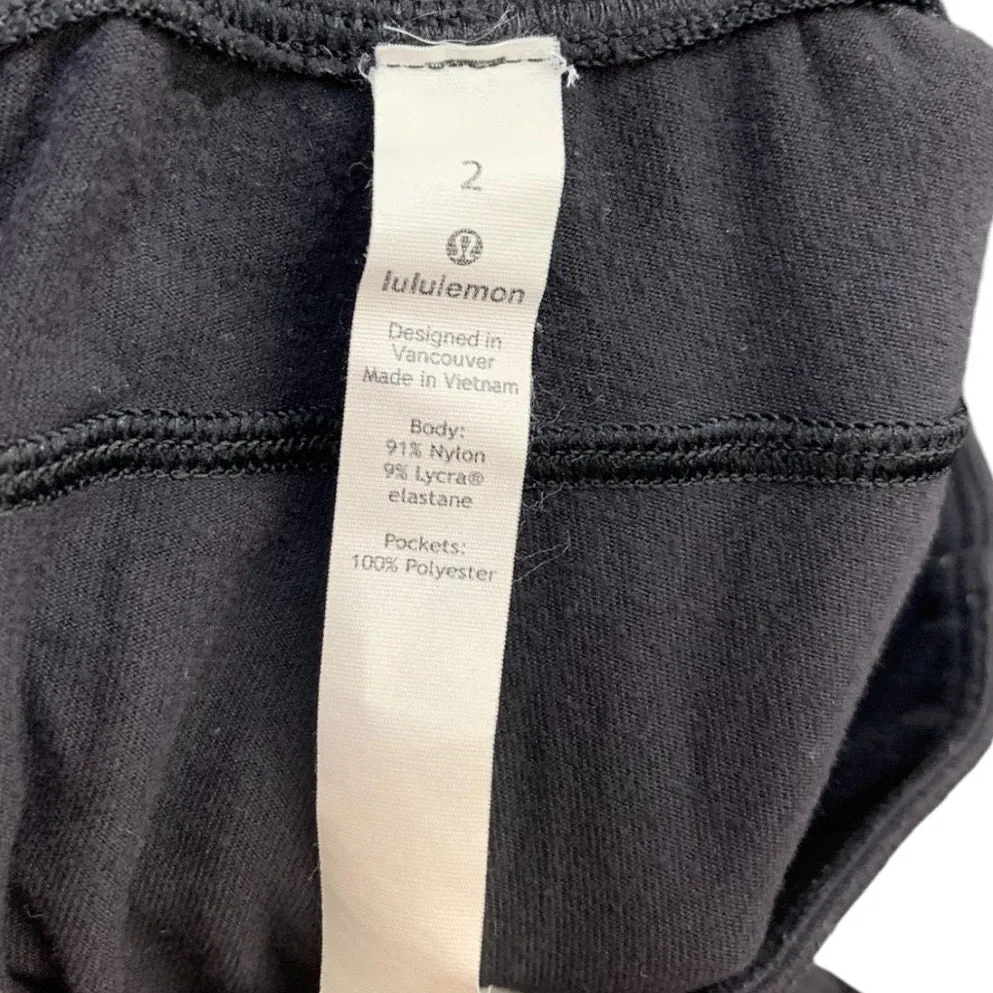 2
lululemon
Designed in
Vancouver
Made in Vietnam
Body:
91% Nylon
9% Lycra®
elastane
Pockets:
100% Polyester